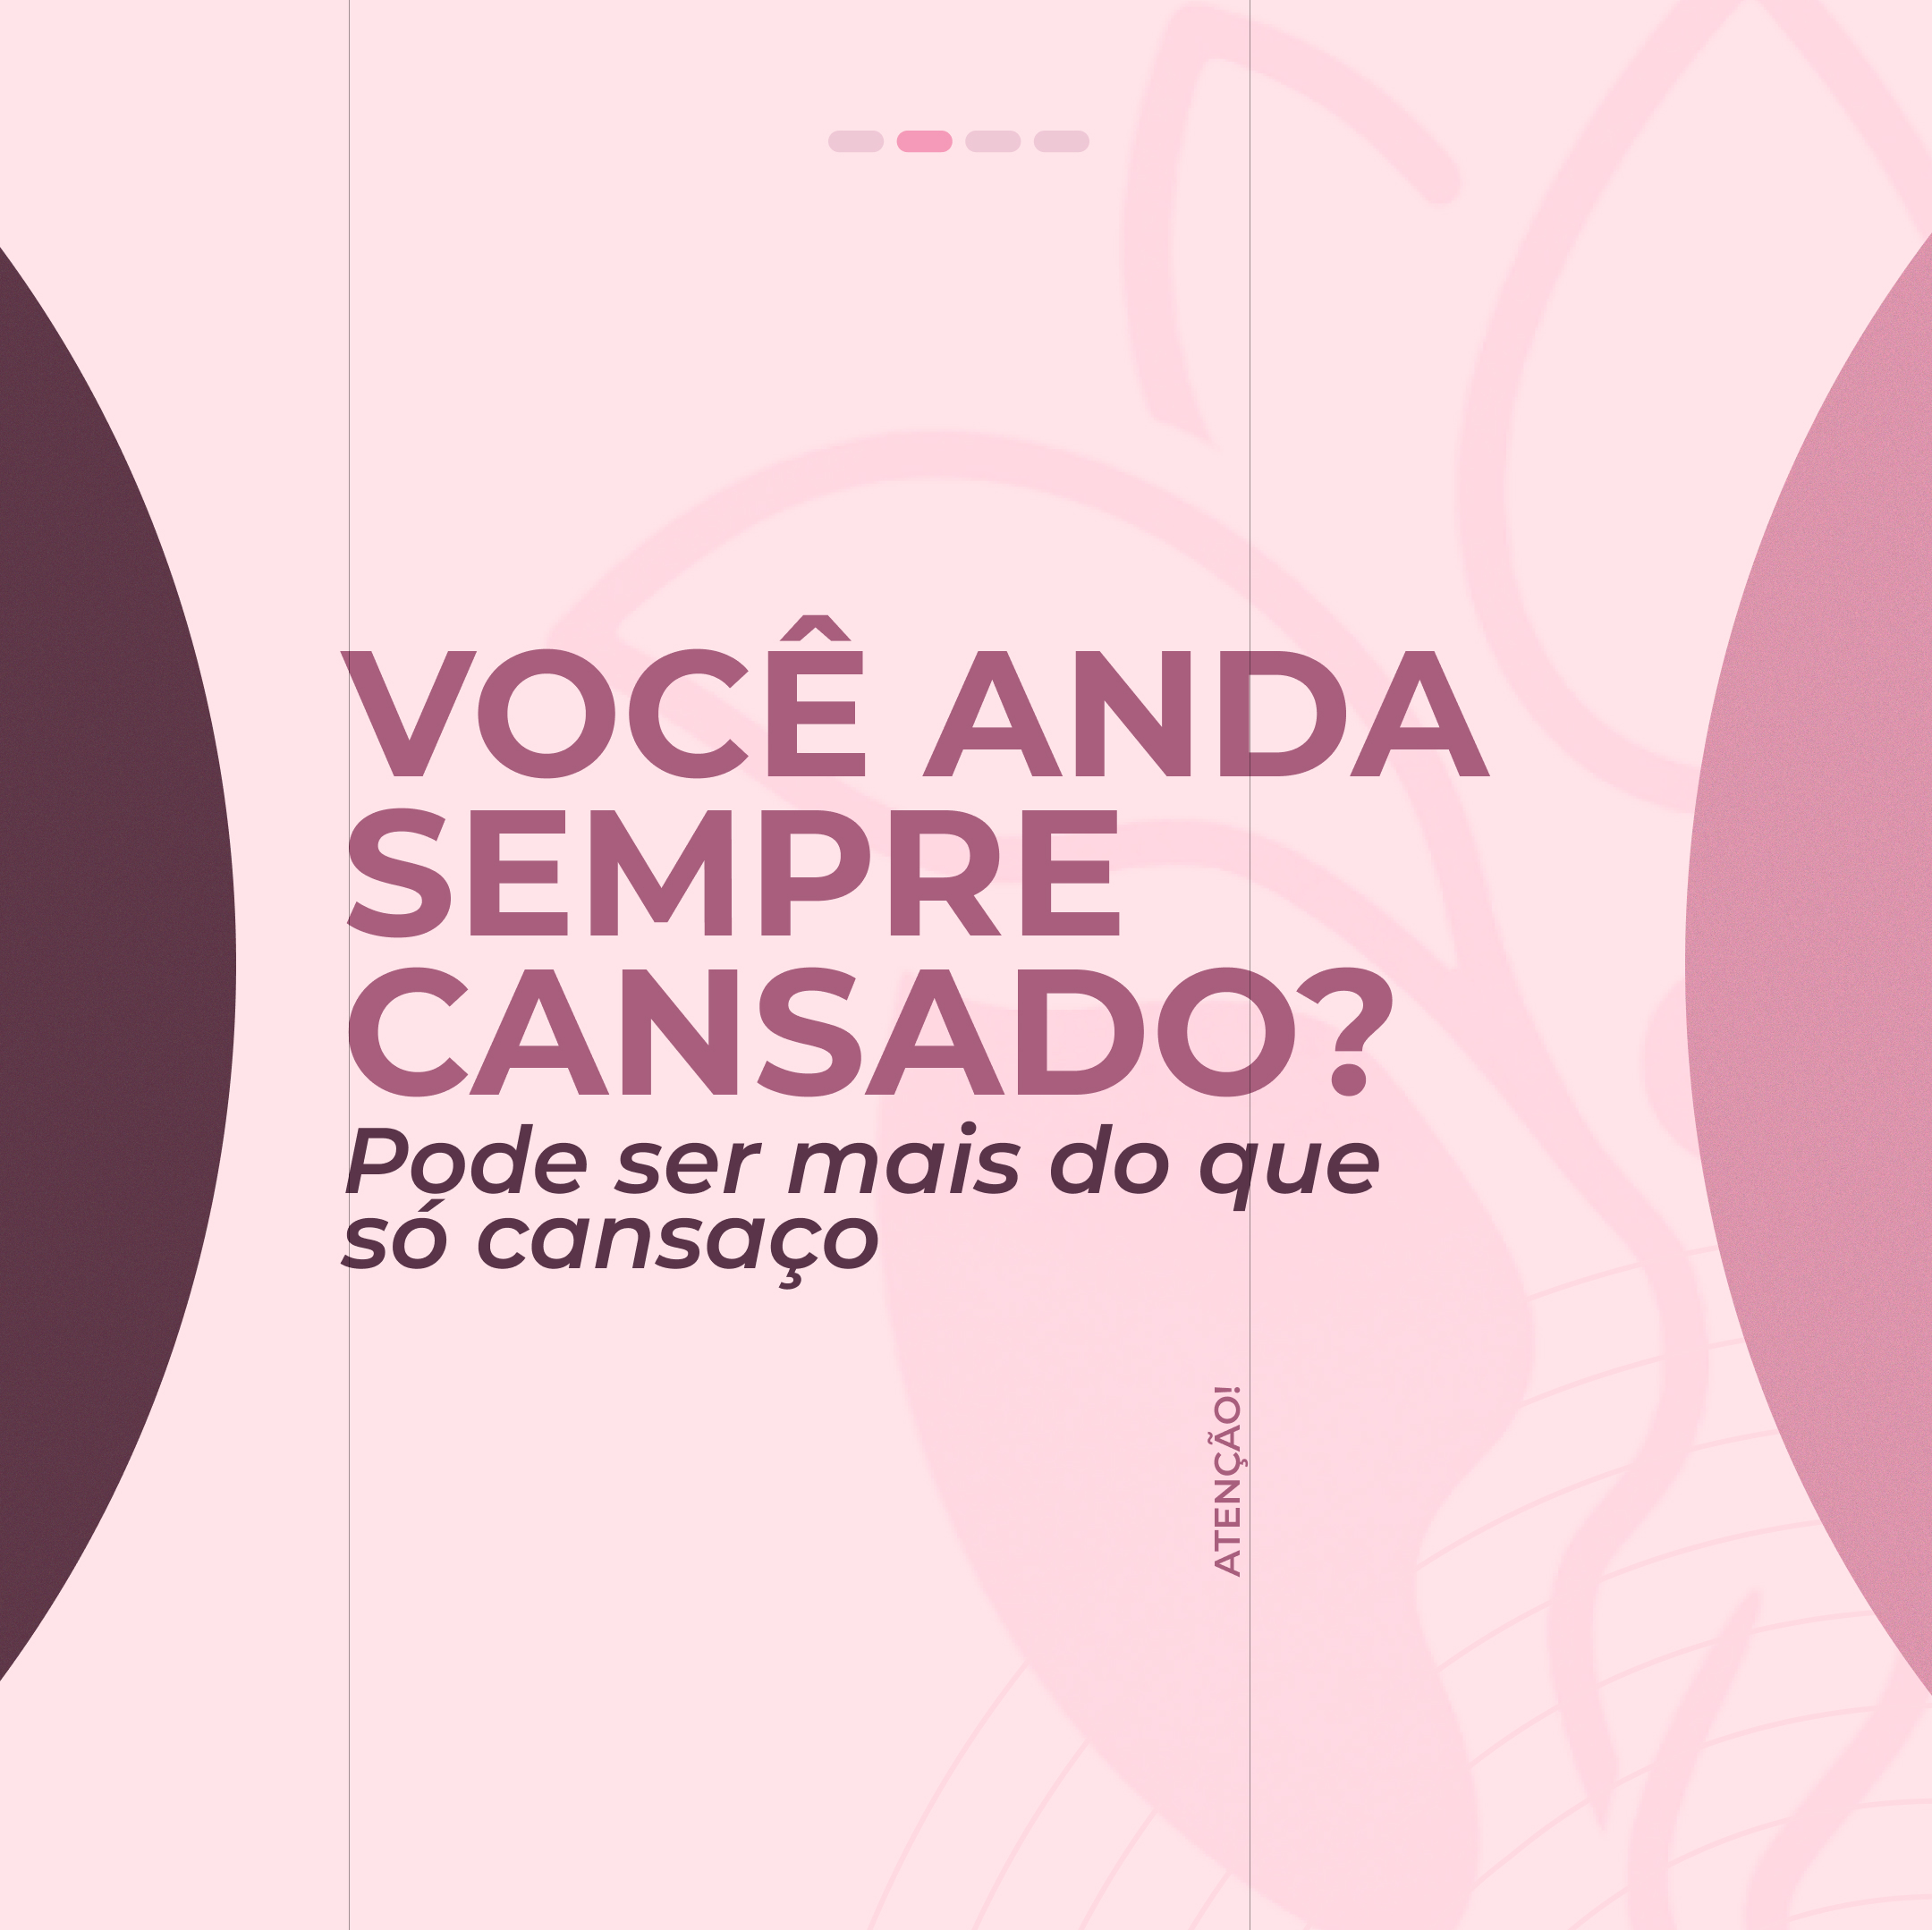 VOCÊ ANDA
SEMPRE
CANSADO?
Pode ser mais do que
só cansaço
ATENÇÃO!